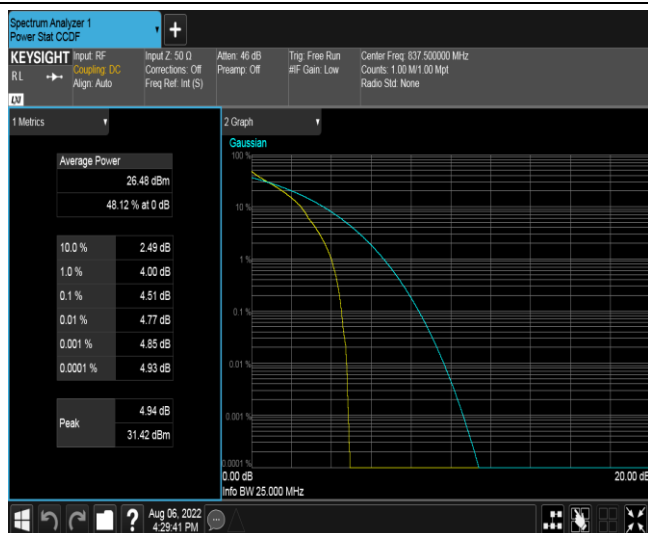 Spectrum Analyzer 1
Power Stat CCDF
+
KEYSIGHT
RL
LXI
Input: RF
Coupling: DC
Align: Auto
Input Z: 50 Ω
Corrections: Off
Freq Ref: Int (S)
Atten: 46 dB
Preamp: Off
Trig: Free Run
#IF Gain: Low
Center Freq: 837.500000 MHz
Counts: 1.00 M/1.00 Mpt
Radio Std: None
1 Metrics
Average Power
26.48 dBm
48.12 % at 0 dB
10.0 % 2.49 dB
1.0 % 4.00 dB
0.1 % 4.51 dB
0.01 % 4.77 dB
0.001 % 4.85 dB
0.0001 % 4.93 dB
Peak
4.94 dB
31.42 dBm
2 Graph
Gaussian
100 %
10 %
1 %
0.1 %
0.01 %
0.001 %
0.0001 %
0.00 dB 20.00 dB
Info BW 25.000 MHz
?
Aug 06, 2022
4:29:41 PM